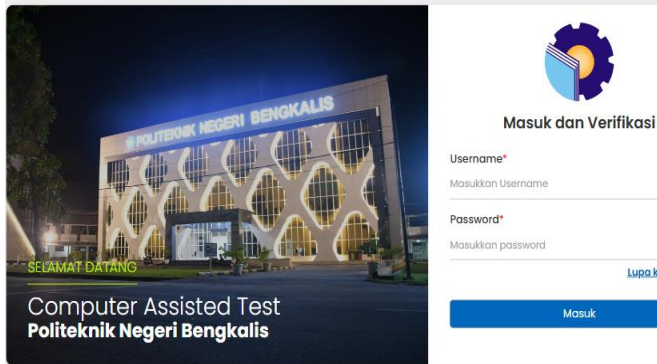 POLITEKNIK NEGERI BENGKALIS
SELAMAT DATANG
Computer Assisted Test
Politeknik Negeri Bengkalis
Masuk dan Verifikasi
Username*
Masukkan Username
Password*
Masukkan password
Lupa k
Masuk